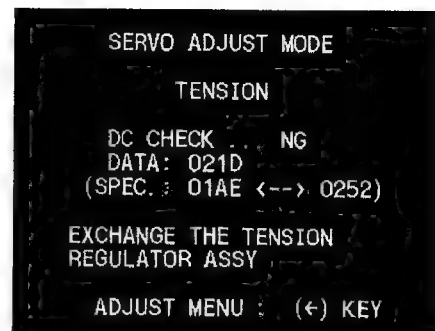 SERVO ADJUST MODE
TENSION
DC CHECK ... NG
DATA: 021D
(SPEC. : 01AE <--> 0252)
EXCHANGE THE TENSION
REGULATOR ASSY
ADJUST MENU : (←) KEY